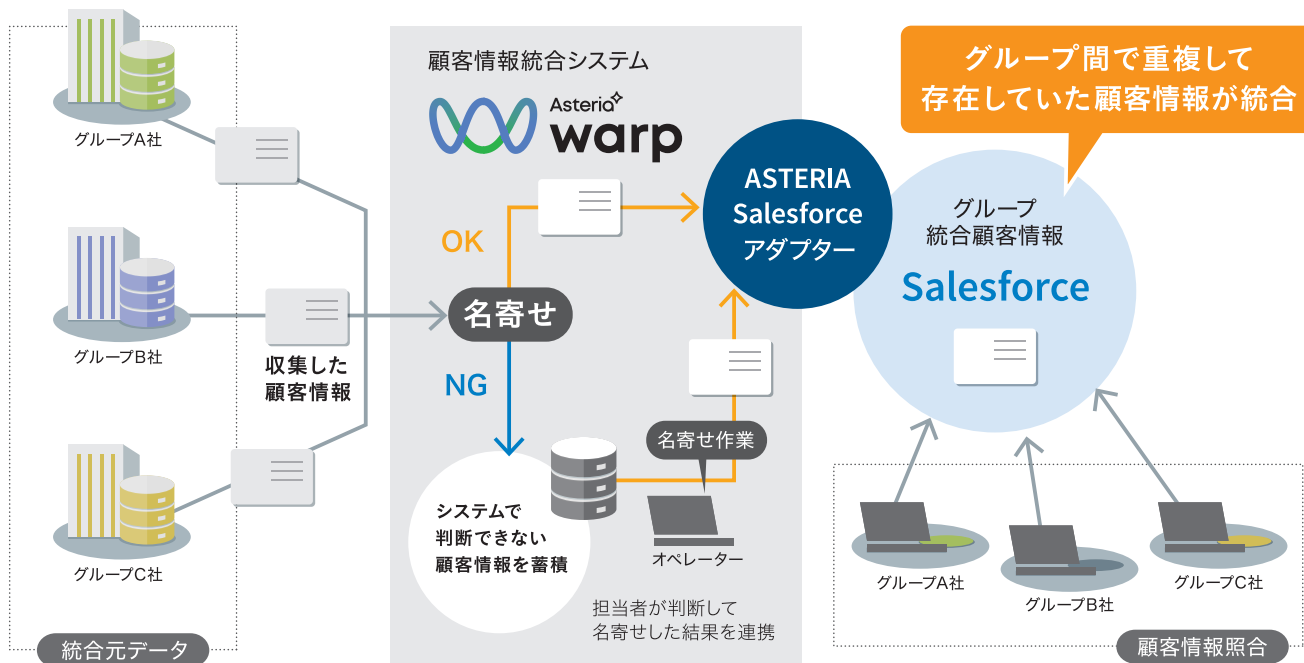 グループA社
グループB社
グループC社
統合元データ
収集した
顧客情報
顧客情報統合システム
Asteria
warp
OK
名寄せ
NG
システムで
判断できない
顧客情報を蓄積
名寄せ作業
オペレーター
担当者が判断して
名寄せした結果を連携
ASTERIA
Salesforce
アダプター
グループ間で重複して
存在していた顧客情報が統合
グループ
統合顧客情報
Salesforce
グループA社
グループB社
グループC社
顧客情報照合